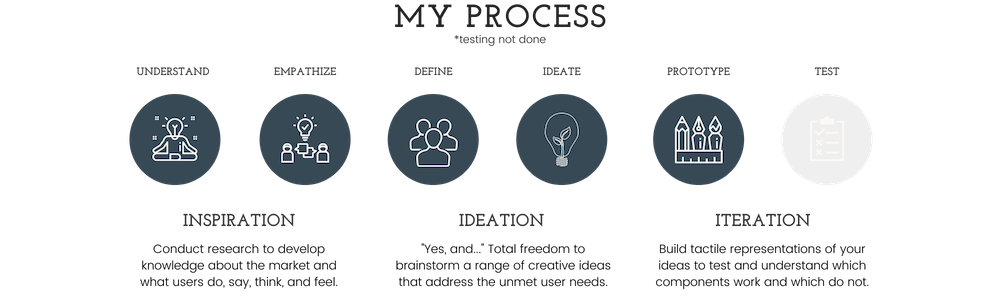 MY PROCESS
*testing not done
UNDERSTAND
EMPATHIZE
DEFINE
IDEATE
PROTOTYPE
TEST
INSPIRATION
Conduct research to develop
knowledge about the market and
what users do, say, think, and feel.
IDEATION
"Yes, and..." Total freedom to
brainstorm a range of creative ideas
that address the unmet user needs.
ITERATION
Build tactile representations of your
ideas to test and understand which
components work and which do not.